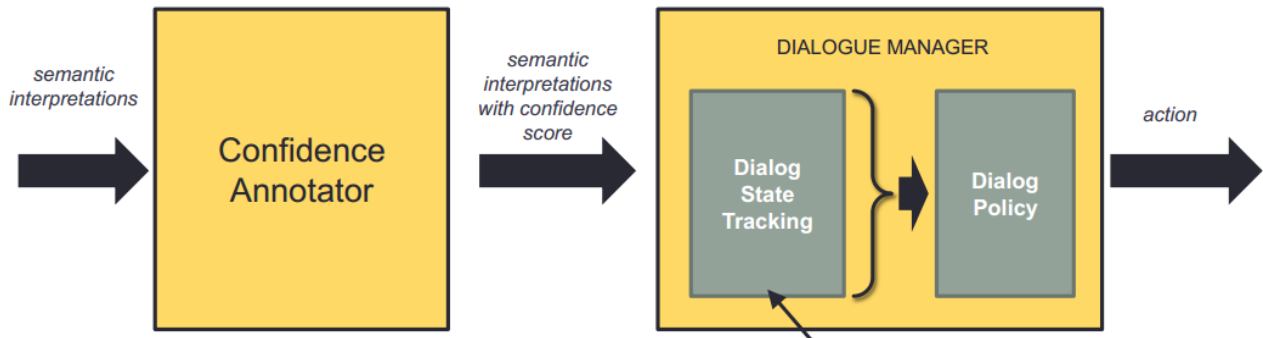 semantic
interpretations
Confidence
Annotator
semantic
interpretations
with confidence
score
DIALOGUE MANAGER
Dialog
State
Tracking
Dialog
Policy
action